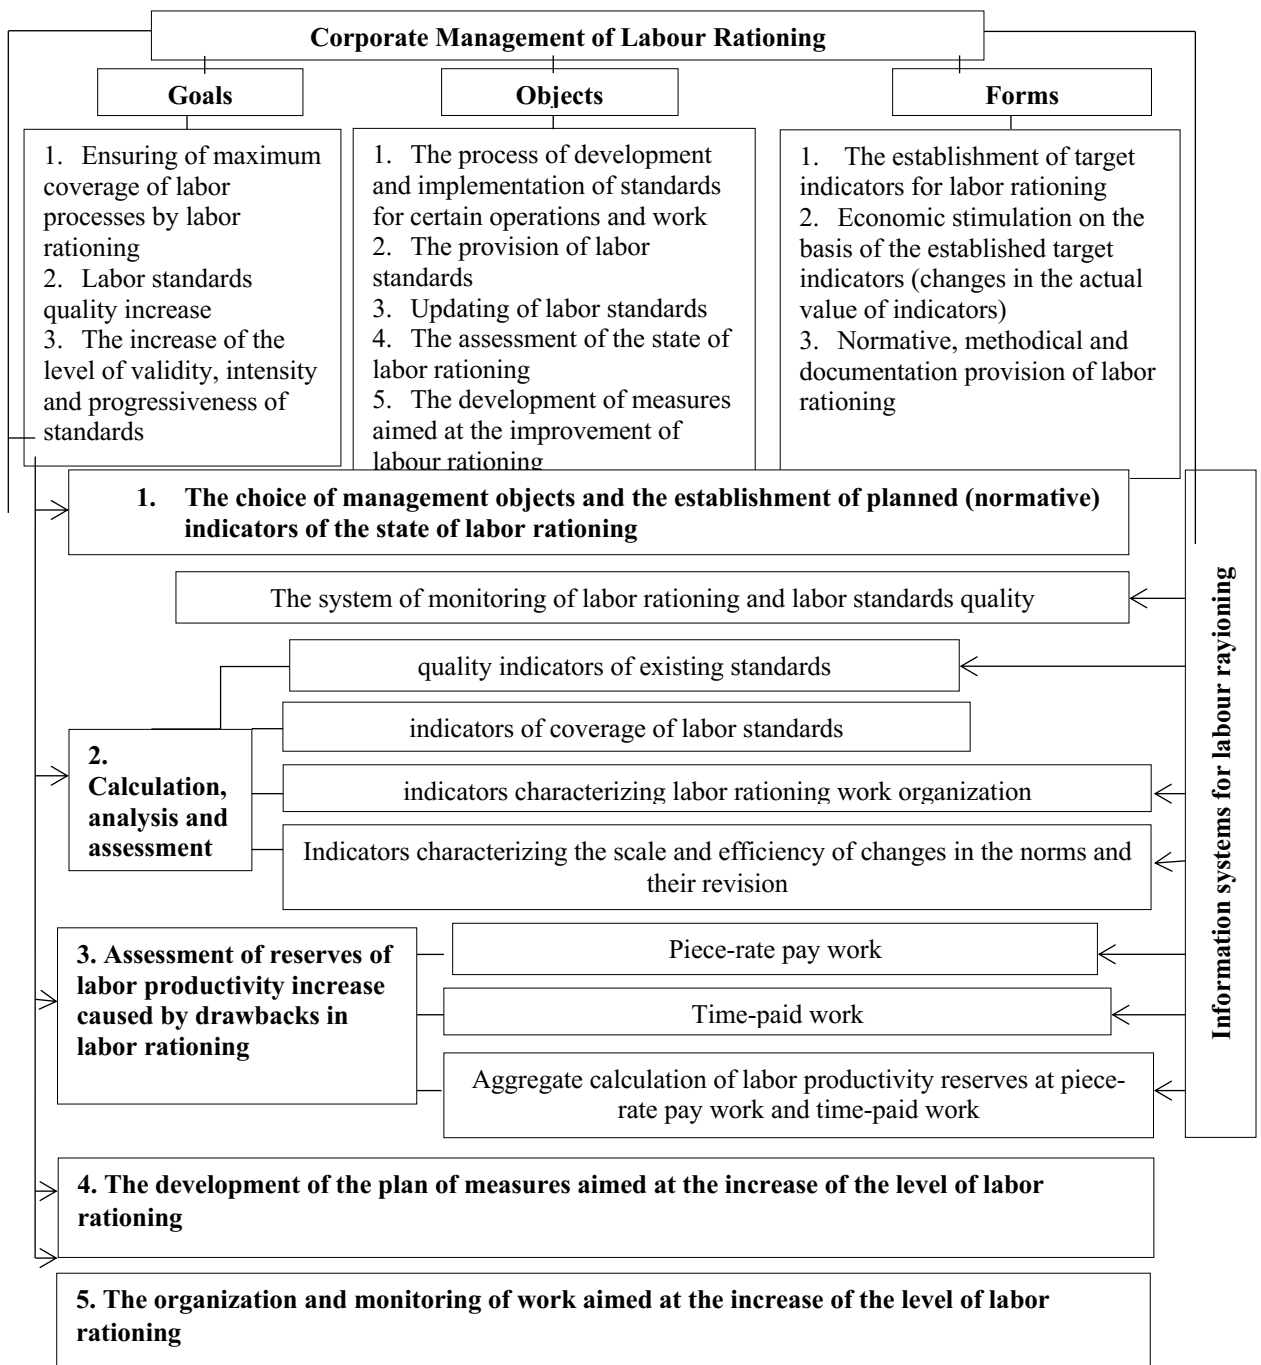 Corporate Management of Labour Rationing
Goals
Objects
Forms
1. Ensuring of maximum
coverage of labor
processes by labor
rationing
2. Labor standards
quality increase
3. The increase of the
level of validity, intensity
and progressiveness of
standards
1. The process of development
and implementation of standards
for certain operations and work
2. The provision of labor
standards
3. Updating of labor standards
4. The assessment of the state of
labor rationing
5. The development of measures
aimed at the improvement of
labour rationing
1. The establishment of target
indicators for labor rationing
2. Economic stimulation on the
basis of the established target
indicators (changes in the actual
value of indicators)
3. Normative, methodical and
documentation provision of labor
rationing
1. The choice of management objects and the establishment of planned (normative)
indicators of the state of labor rationing
The system of monitoring of labor rationing and labor standards quality
quality indicators of existing standards
indicators of coverage of labor standards
2.
Calculation,
analysis and
assessment
indicators characterizing labor rationing work organization
Indicators characterizing the scale and efficiency of changes in the norms and
their revision
3. Assessment of reserves of
labor productivity increase
caused by drawbacks in
labor rationing
Piece-rate pay work
Time-paid work
Aggregate calculation of labor productivity reserves at piece-
rate pay work and time-paid work
Information systems for labour rayioning
4. The development of the plan of measures aimed at the increase of the level of labor
rationing
5. The organization and monitoring of work aimed at the increase of the level of labor
rationing